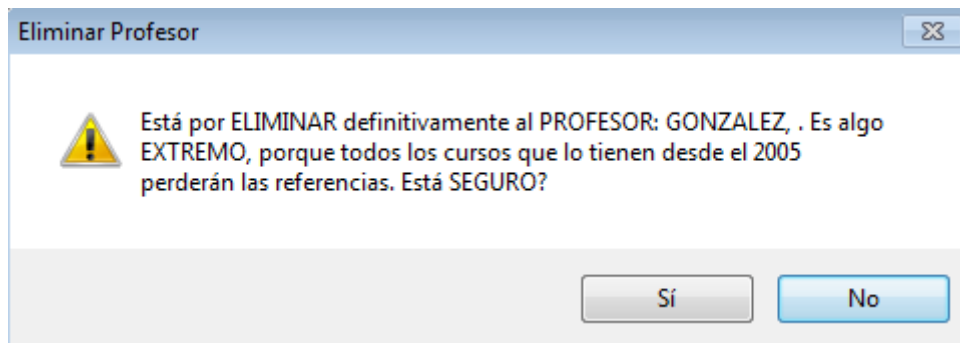 Eliminar Profesor
Está por ELIMINAR definitivamente al PROFESOR: GONZALEZ, . Es algo
EXTREMO, porque todos los cursos que lo tienen desde el 2005
perderán las referencias. Está SEGURO?
Sí
No